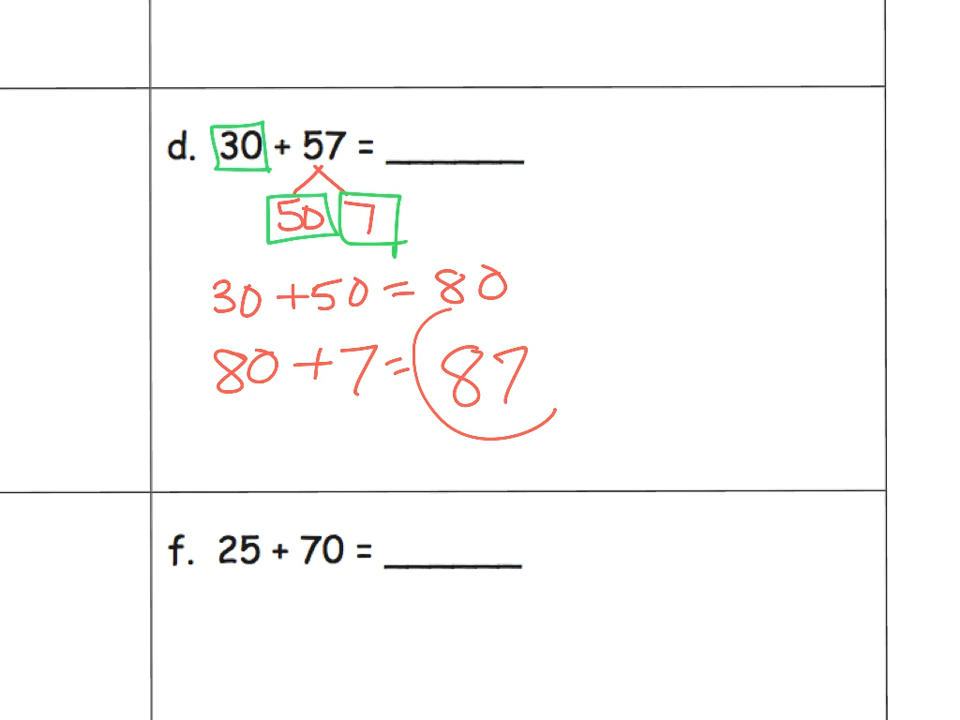 d. 30 + 57 = _______
50 7
30 + 50 = 80
80 + 7 = 87
f. 25 + 70 = _______